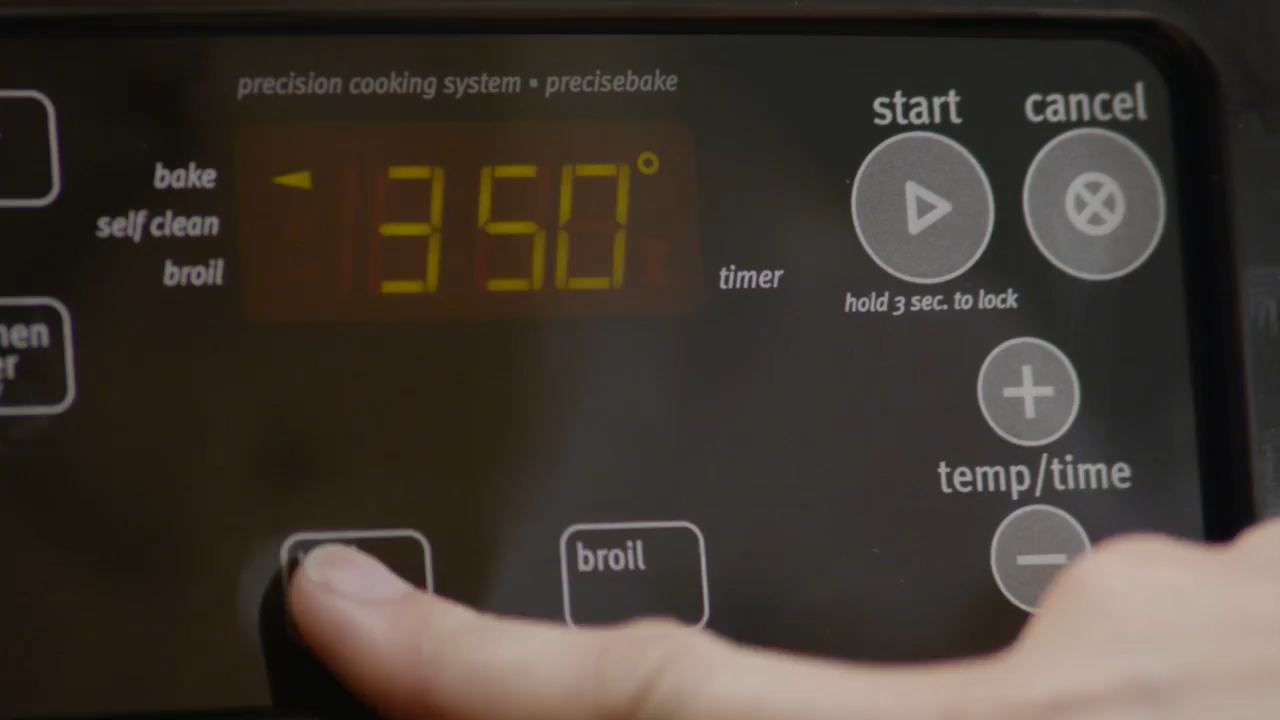 precision cooking system • precisebake
start
cancel
bake
350°
self clean
broil
timer
hold 3 sec. to lock
temp/time
broil